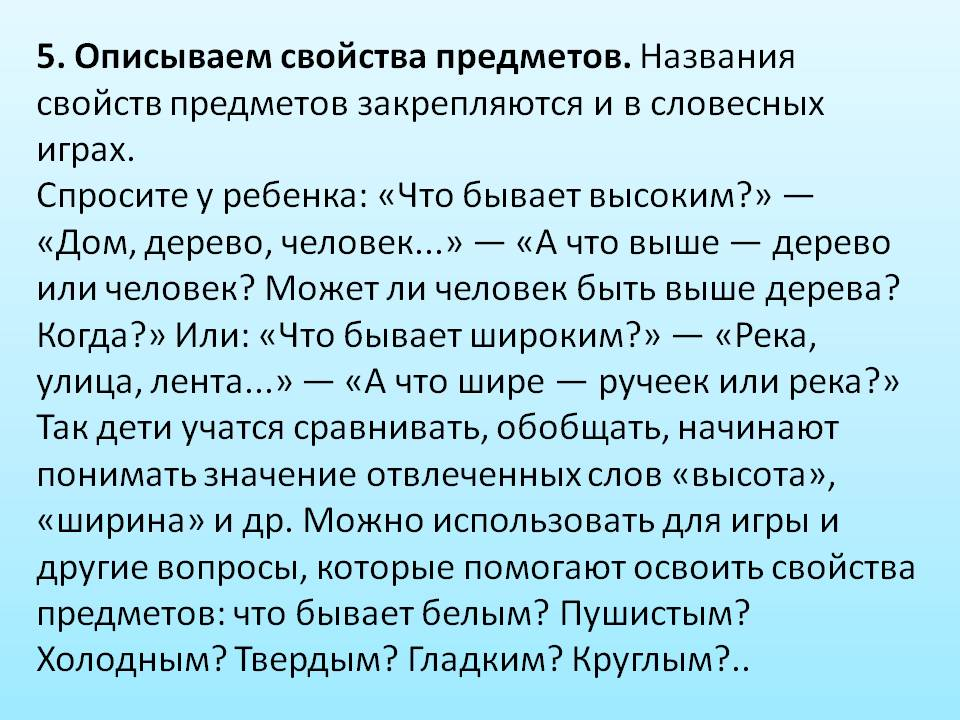 5. Описываем свойства предметов. Названия
свойств предметов закрепляются и в словесных
играх.
Спросите у ребенка: «Что бывает высоким?» —
«Дом, дерево, человек...» — «А что выше — дерево
или человек? Может ли человек быть выше дерева?
Когда?» Или: «Что бывает широким?» — «Река,
улица, лента...» — «А что шире — ручеек или река?»
Так дети учатся сравнивать, обобщать, начинают
понимать значение отвлеченных слов «высота»,
«ширина» и др. Можно использовать для игры и
другие вопросы, которые помогают освоить свойства
предметов: что бывает белым? Пушистым?
Холодным? Твердым? Гладким? Круглым?..